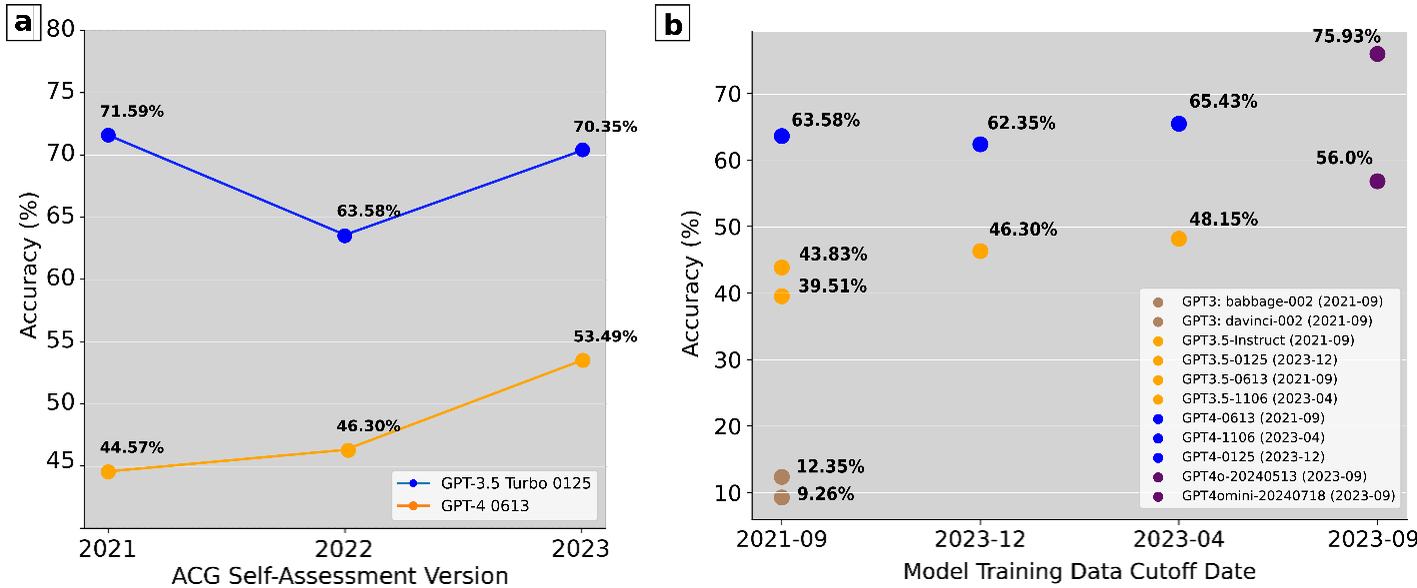 a
80
75
70
65
60
55
50
45
Accuracy (%)
71.59%
63.58%
70.35%
44.57%
46.30%
53.49%
GPT-3.5 Turbo 0125
GPT-4 0613
2021
2022
2023
ACG Self-Assessment Version
b
70
60
50
40
30
20
10
Accuracy (%)
75.93%
65.43%
63.58%
62.35%
56.0%
48.15%
46.30%
43.83%
39.51%
12.35%
9.26%
GPT3: babbage-002 (2021-09)
GPT3: davinci-002 (2021-09)
GPT3.5-Instruct (2021-09)
GPT3.5-0125 (2023-12)
GPT3.5-0613 (2021-09)
GPT3.5-1106 (2023-04)
GPT4-0613 (2021-09)
GPT4-1106 (2023-04)
GPT4-0125 (2023-12)
GPT4o-20240513 (2023-09)
GPT4omini-20240718 (2023-09)
2021-09
2023-12
2023-04
2023-09
Model Training Data Cutoff Date